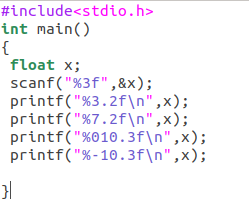 #include<stdio.h>
int main()
{
float x;
scanf("%3f",&x);
printf("%3.2f\n",x);
printf("%7.2f\n",x);
printf("%010.3f\n",x);
printf("%-10.3f\n",x);
}